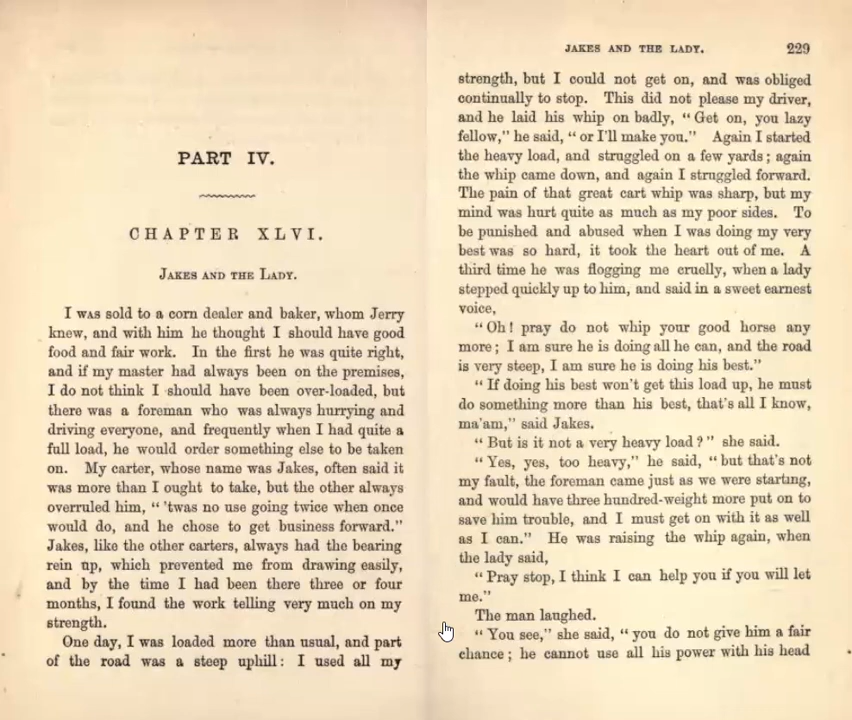 PART IV.
CHAPTER XLVI.
JAKES AND THE LADY.
I WAS sold to a corn dealer and baker, whom Jerry
knew, and with him he thought I should have good
food and fair work. In the first he was quite right,
and if my master had always been on the premises,
I do not think I should have been over-loaded, but
there was a foreman who was always hurrying and
driving everyone, and frequently when I had quite a
full load, he would order something else to be taken
on. My carter, whose name was Jakes, often said it
was more than I ought to take, but the other always
overruled him, “ ’twas no use going twice when once
would do, and he chose to get business forward.”
Jakes, like the other carters, always had the bearing
rein up, which prevented me from drawing easily,
and by the time I had been there three or four
months, I found the work telling very much on my
strength.
One day, I was loaded more than usual, and part
of the road was a steep uphill: I used all my
JAKES AND THE LADY. 229
strength, but I could not get on, and was obliged
continually to stop. This did not please my driver,
and he laid his whip on badly, “ Get on, you lazy
fellow,” he said, “ or I’ll make you.” Again I started
the heavy load, and struggled on a few yards ; again
the whip came down, and again I struggled forward.
The pain of that great cart whip was sharp, but my
mind was hurt quite as much as my poor sides. To
be punished and abused when I was doing my very
best was so hard, it took the heart out of me. A
third time he was flogging me cruelly, when a lady
stepped quickly up to him, and said in a sweet earnest
voice,
“ Oh! pray do not whip your good horse any
more ; I am sure he is doing all he can, and the road
is very steep, I am sure he is doing his best.”
“ If doing his best won’t get this load up, he must
do something more than his best, that’s all I know,
ma’am,” said Jakes.
“ But is it not a very heavy load ? ” she said.
“ Yes, yes, too heavy,” he said, “ but that’s not
my fault, the foreman came just as we were starting,
and would have three hundred-weight more put on to
save him trouble, and I must get on with it as well
as I can.” He was raising the whip again, when
the lady said,
“ Pray stop, I think I can help you if you will let
me.”
The man laughed.
“ You see,” she said, “ you do not give him a fair
chance ; he cannot use all his power with his head